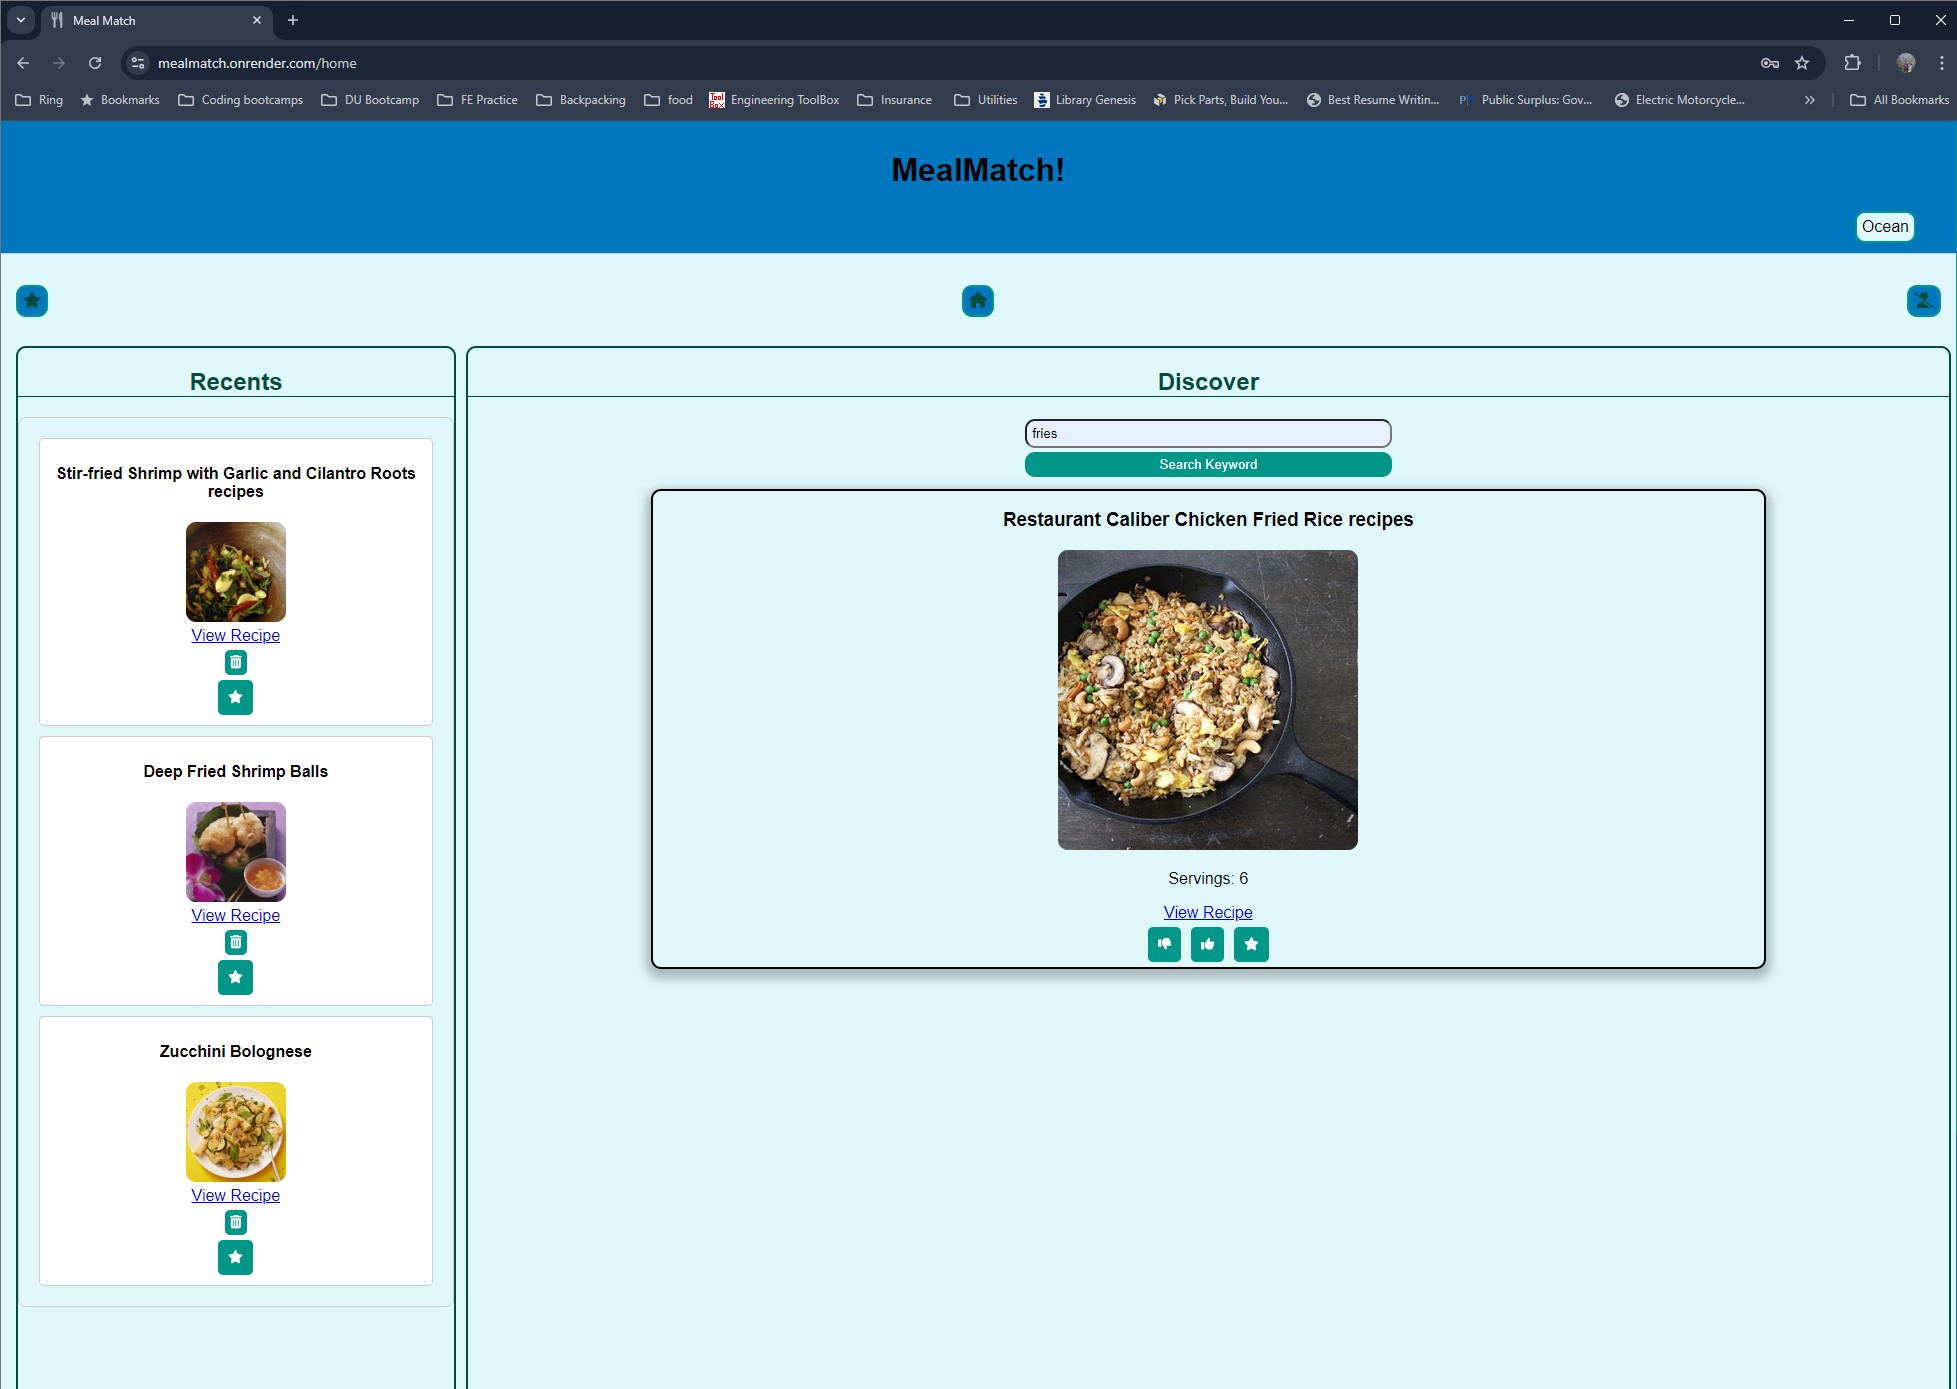 Meal Match
mealmatch.onrender.com/home
Ring
Bookmarks
Coding bootcamps
DU Bootcamp
FE Practice
Backpacking
food
Tool Box
Engineering ToolBox
Insurance
Utilities
Library Genesis
Pick Parts, Build You...
Best Resume Writin...
Public Surplus: Gov...
Electric Motorcycle...
All Bookmarks
MealMatch!
Ocean
Recents
Stir-fried Shrimp with Garlic and Cilantro Roots
recipes
View Recipe
Deep Fried Shrimp Balls
View Recipe
Zucchini Bolognese
View Recipe
Discover
fries
Search Keyword
Restaurant Caliber Chicken Fried Rice recipes
Servings: 6
View Recipe